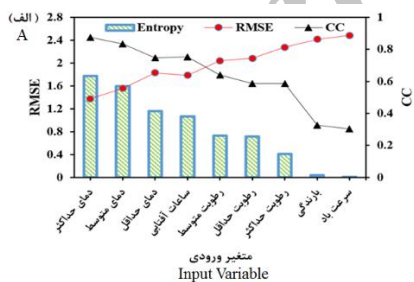 (الف)
A
Entropy RMSE CC
RMSE
2.8
2.4
2
1.6
1.2
0.8
0.4
0
CC
1
0.8
0.6
0.4
0.2
0
دمای حداکثر
دمای متوسط
دمای حداقل
ساعات آفتابی
رطوبت متوسط
رطوبت حداقل
رطوبت حداکثر
بارندگی
سرعت باد
متغیر ورودی
Input Variable